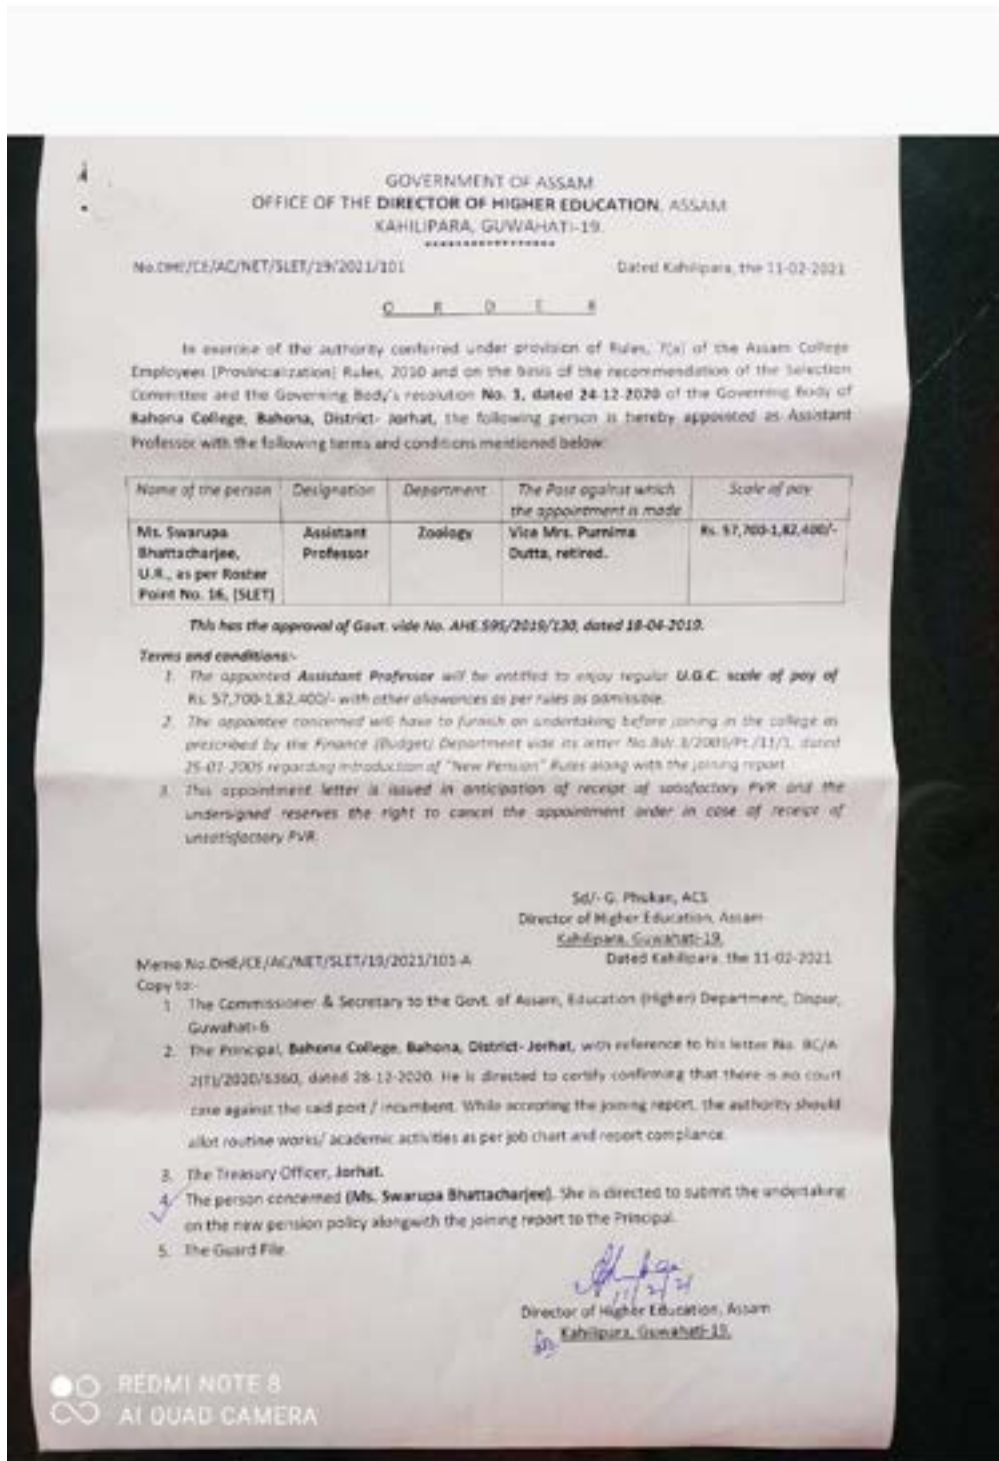 GOVERNMENT OF ASSAM
OFFICE OF THE DIRECTOR OF HIGHER EDUCATION, ASSAM
KAHILIPARA, GUWAHATI-19.
*****************
No.DHE/CE/AC/NET/SLET/19/2021/101 Dated Kahilipara, the 11-02-2021
O R D E R
In exercise of the authority conferred under provision of Rules, 7(a) of the Assam College
Employees (Provincialization) Rules, 2010 and on the basis of the recommendation of the Selection
Committee and the Governing Body's resolution No. 3, dated 24-12-2020 of the Governing Body of
Bahona College, Bahona, District- Jorhat, the following person is hereby appointed as Assistant
Professor with the following terms and conditions mentioned below:
Name of the person Designation Department The Post against which Scale of pay
the appointment is made
Ms. Swarupa Assistant Zoology Vice Mrs. Purnima Rs. 57,700-1,82,400/-
Bhattacharjee, Professor Dutta, retired.
U.R., as per Roster
Point No. 16, [SLET]
This has the approval of Govt. vide No. AHE.595/2019/130, dated 18-04-2019.
Terms and conditions:-
1. The appointed Assistant Professor will be entitled to enjoy regular U.G.C. scale of pay of
Rs. 57,700-1,82,400/- with other allowances as per rules as admissible.
2. The appointee concerned will have to furnish an undertaking before joining in the college as
prescribed by the Finance (Budget) Department vide its letter dated
25-01-2005 regarding introduction of "New Pension" Rules along with the joining report
3. This appointment letter is issued in anticipation of receipt of satisfactory PVR and the
undersigned reserves the right to cancel the appointment order in case of receipt of
unsatisfactory PVR.
Sd/- G. Phukan, ACS
Director of Higher Education, Assam
Kahilipara, Guwahati-19.
Memo No.DHE/CE/AC/NET/SLET/19/2021/101-A Dated Kahilipara, the 11-02-2021
Copy to:-
1. The Commissioner & Secretary to the Govt. of Assam, Education (Higher) Department, Dispur,
Guwahati-6
2. The Principal, Bahona College, Bahona, District- Jorhat, with reference to his letter No. BC/A-
2(T)/2020/6360, dated 28-12-2020. He is directed to certify confirming that there is no court
case against the said post / incumbent. While accepting the joining report, the authority should
allot routine works/ academic activities as per job chart and report compliance.
3. The Treasury Officer, Jorhat.
4. The person concerned (Ms. Swarupa Bhattacharjee). She is directed to submit the undertaking
on the new pension policy alongwith the joining report to the Principal.
5. The Guard File
11/2/21
Director of Higher Education, Assam
Kahilipara, Guwahati-19.
REDMI NOTE 8
AI QUAD CAMERA